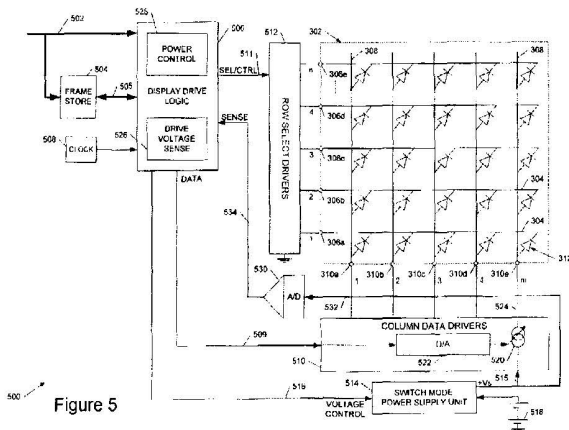 525
502
506
512
302
POWER CONTROL
511
SEL/CTRL
308
308
n
306e
504
FRAME STORE
505
DISPLAY DRIVE LOGIC
4
306d
SENSE
ROW SELECT DRIVERS
508
CLOCK
526
DRIVE VOLTAGE SENSE
3
306c
304
DATA
2
306b
304
534
1
306a
312
530
A/D
310a
310b
310c
310d
310e
532
1
2
3
4
m
524
COLUMN DATA DRIVERS
509
D/A
510
522
520
515
514
+Vs
500
Figure 5
516
VOLTAGE CONTROL
SWITCH MODE POWER SUPPLY UNIT
518